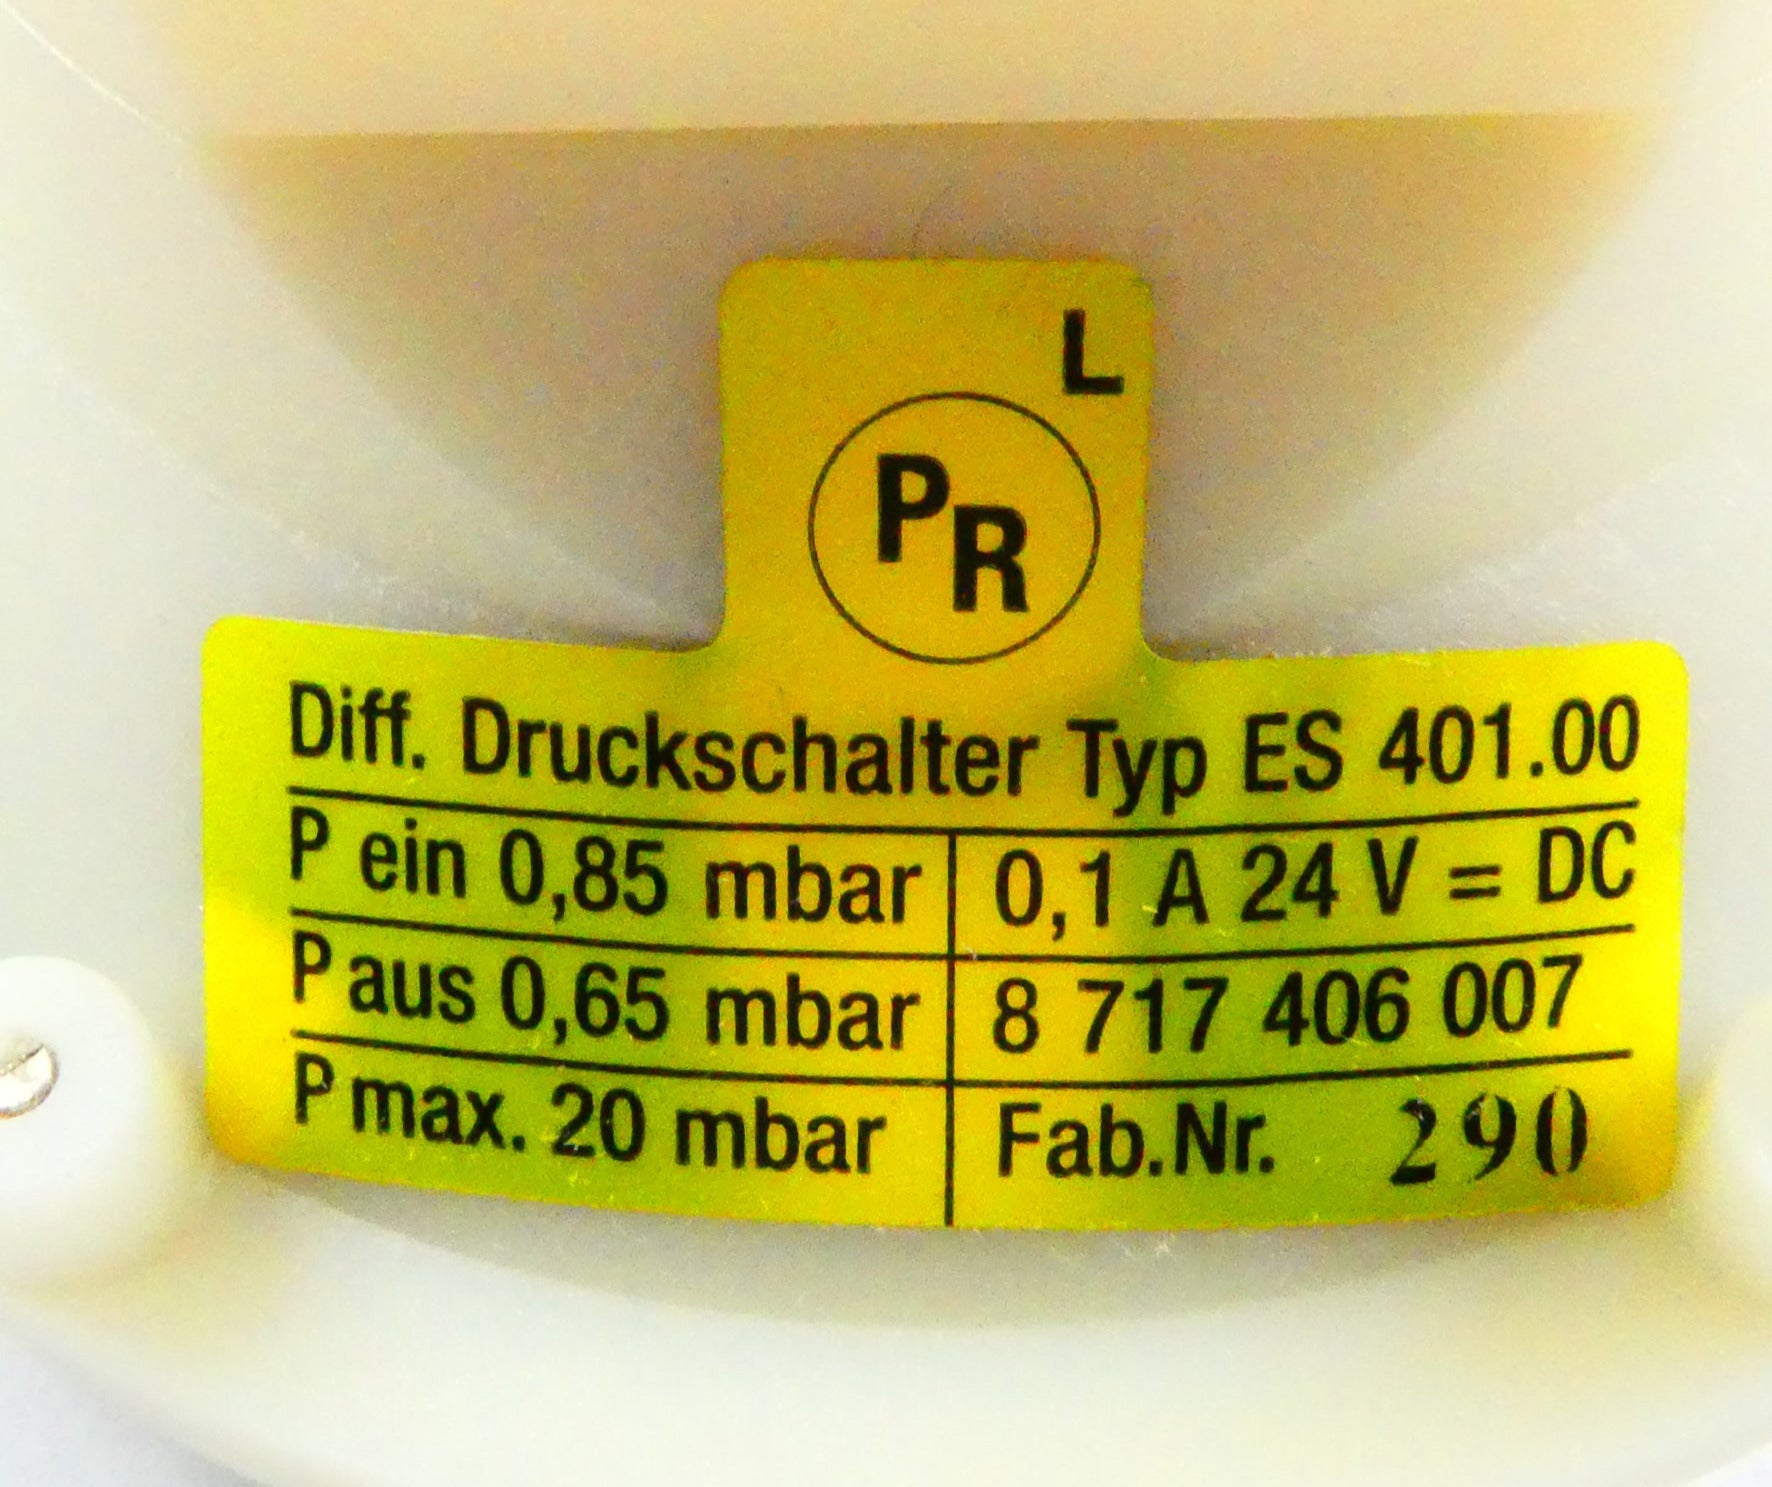 L
PR
Diff. Druckschalter Typ ES 401.00
P ein 0,85 mbar 0,1 A 24 V = DC
P aus 0,65 mbar 8 717 406 007
P max. 20 mbar Fab.Nr. 290